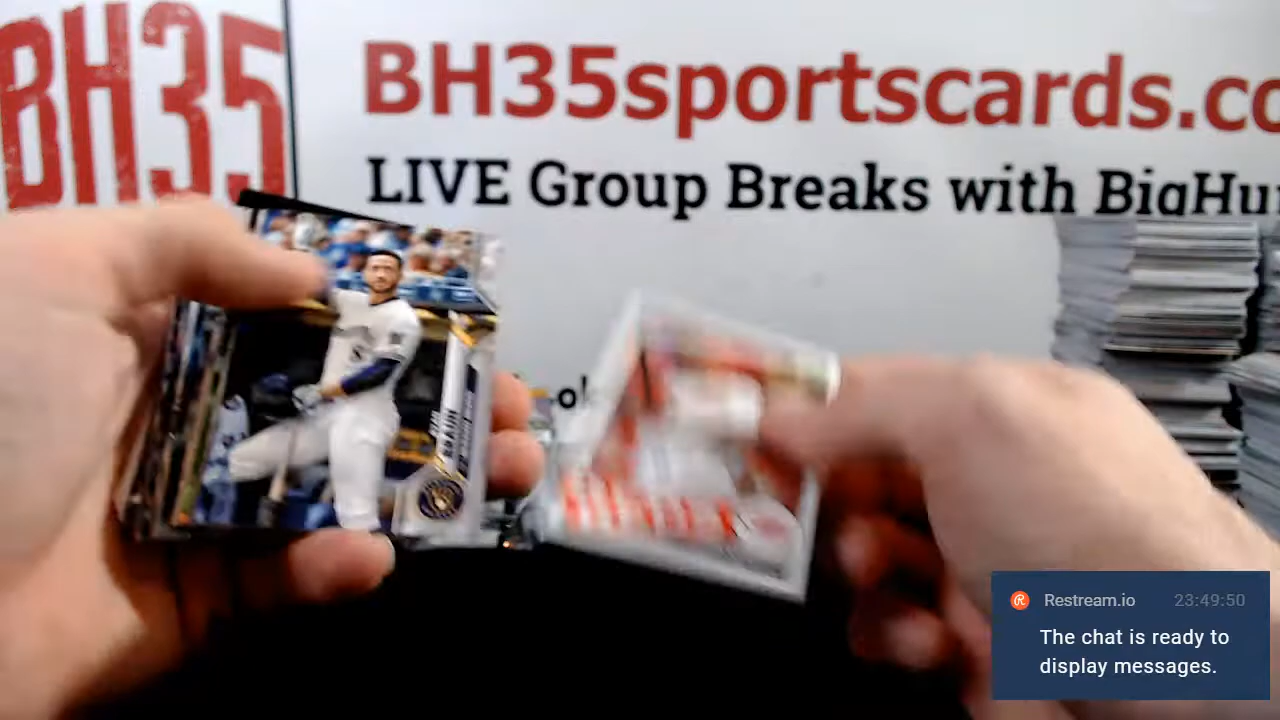 BH35
BH35sportscards.co
LIVE Group Breaks with BigHu
Restream.io 23:49:50
The chat is ready to
display messages.